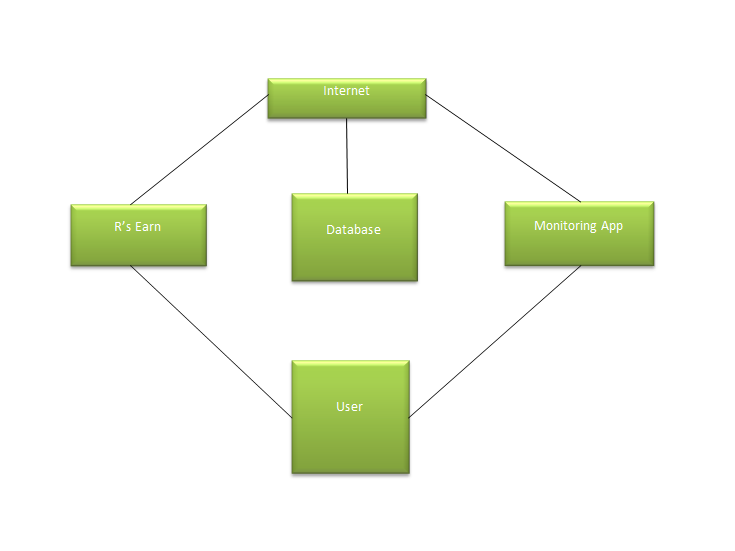 Internet
R's Earn
Database
Monitoring App
User